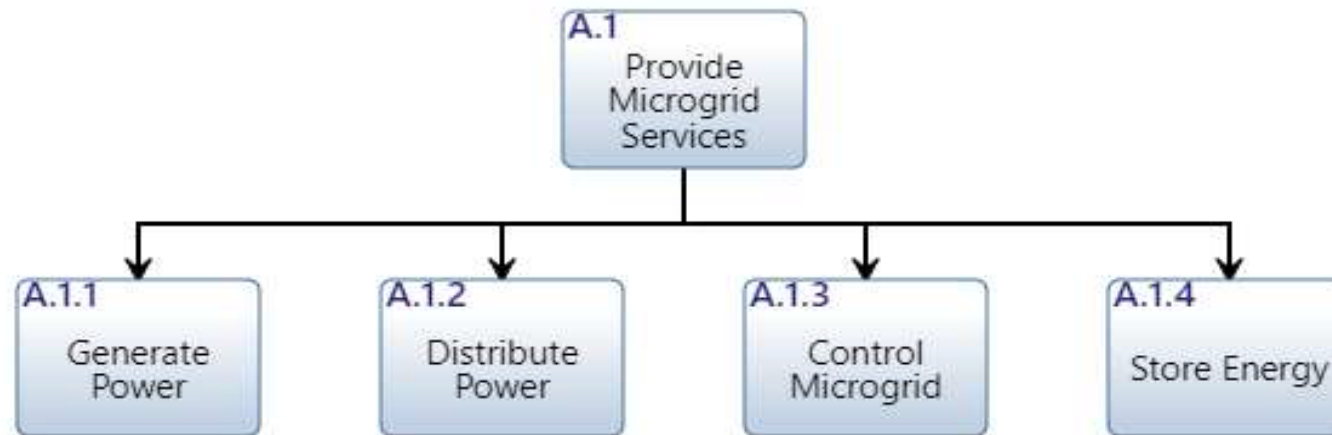 A.1
Provide
Microgrid
Services
A.1.1
Generate
Power
A.1.2
Distribute
Power
A.1.3
Control
Microgrid
A.1.4
Store Energy